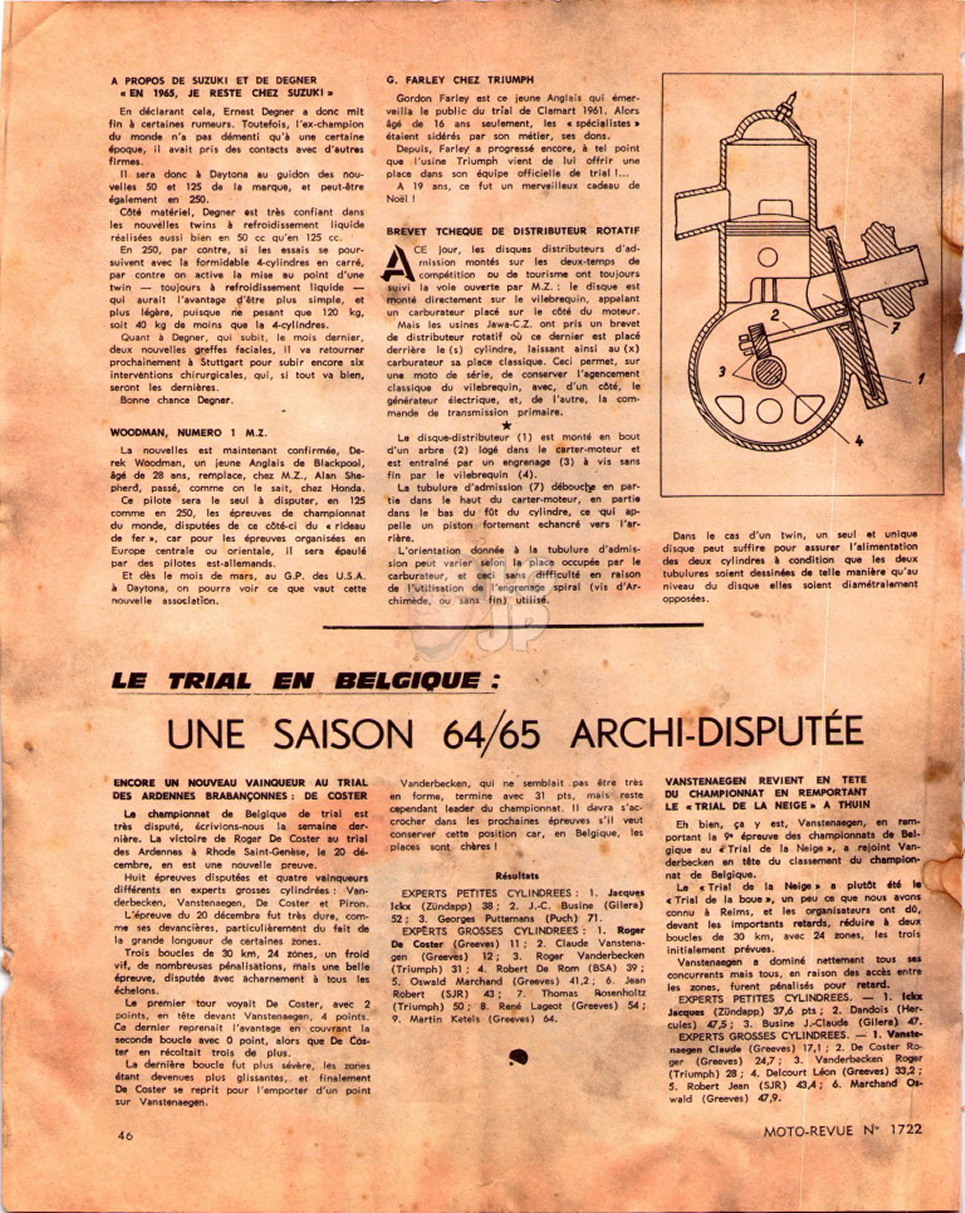 A PROPOS DE SUZUKI ET DE DEGNER
« EN 1965, JE RESTE CHEZ SUZUKI »
En déclarant cela, Ernest Degner a donc mit
fin à certaines rumeurs. Toutefois, l'ex-champion
du monde n'a pas démenti qu'à une certaine
époque, il avait pris des contacts avec d'autres
firmes.
Il sera donc à Daytona au guidon des nou-
velles 50 et 125 de la marque, et peut-être
également en 250.
Côté matériel, Degner est très confiant dans
les nouvelles twins à refroidissement liquide
réalisées aussi bien en 50 cc qu'en 125 cc.
En 250, par contre, si les essais se pour-
suivent avec la formidable 4-cylindres en carré,
par contre on active la mise au point d'une
twin — toujours à refroidissement liquide —
qui aurait l'avantage d'être plus simple, et
plus légère, puisque ne pesant que 120 kg,
soit 40 kg de moins que la 4-cylindres.
Quant à Degner, qui subit, le mois dernier,
deux nouvelles greffes faciales, il va retourner
prochainement à Stuttgart pour subir encore six
interventions chirurgicales, qui, si tout va bien,
seront les dernières.
Bonne chance Degner.
WOODMAN, NUMERO 1 M.Z.
La nouvelles est maintenant confirmée, De-
rek Woodman, un jeune Anglais de Blackpool,
âgé de 28 ans, remplace, chez M.Z., Alan She-
pherd, passé, comme on le sait, chez Honda.
Ce pilote sera le seul à disputer, en 125
comme en 250, les épreuves de championnat
du monde, disputées de ce côté-ci du « rideau
de fer », car pour les épreuves organisées en
Europe centrale ou orientale, il sera épaulé
par des pilotes est-allemands.
Et dès le mois de mars, au G.P. des U.S.A.
à Daytona, on pourra voir ce que vaut cette
nouvelle association.
G. FARLEY CHEZ TRIUMPH
Gordon Farley est ce jeune Anglais qui émer-
veilla le public du trial de Clamart 1961. Alors
âgé de 16 ans seulement, les « spécialistes »
étaient sidérés par son métier, ses dons.
Depuis, Farley a progressé encore, à tel point
que l'usine Triumph vient de lui offrir une
place dans son équipe officielle de trial !...
A 19 ans, ce fut un merveilleux cadeau de
Noël !
BREVET TCHEQUE DE DISTRIBUTEUR ROTATIF
A CE jour, les disques distributeurs d'ad-
mission montés sur les deux-temps de
compétition ou de tourisme ont toujours
suivi la voie ouverte par M.Z. : le disque est
monté directement sur le vilebrequin, appelant
un carburateur placé sur le côté du moteur.
Mais les usines Jawa-C.Z. ont pris un brevet
de distributeur rotatif où ce dernier est placé
derrière le(s) cylindre, laissant ainsi au(x)
carburateur sa place classique. Ceci permet, sur
une moto de série, de conserver l'agencement
classique du vilebrequin, avec, d'un côté, le
générateur électrique, et, de l'autre, la com-
mande de transmission primaire.
★
Le disque-distributeur (1) est monté en bout
d'un arbre (2) logé dans le carter-moteur et
est entraîné par un engrenage (3) à vis sans
fin par le vilebrequin (4).
La tubulure d'admission (7) débouche en par-
tie dans le haut du carter-moteur, en partie
dans le bas du fût du cylindre, ce qui ap-
pelle un piston fortement echancré vers l'ar-
rière.
L'orientation donnée à la tubulure d'admis-
sion peut varier selon la place occupée par le
carburateur, et ceci sans difficulté en raison
de l'utilisation de l'engrenage spiral (vis d'Ar-
chimède, ou sans fin) utilisé.
2
7
3
1
4
Dans le cas d'un twin, un seul et unique
disque peut suffire pour assurer l'alimentation
des deux cylindres à condition que les deux
tubulures soient dessinées de telle manière qu'au
niveau du disque elles soient diamétralement
opposées.
JP
LE TRIAL EN BELGIQUE :
UNE SAISON 64/65 ARCHI-DISPUTÉE
ENCORE UN NOUVEAU VAINQUEUR AU TRIAL
DES ARDENNES BRABANÇONNES : DE COSTER
Le championnat de Belgique de trial est
très disputé, écrivions-nous la semaine der-
nière. La victoire de Roger De Coster au trial
des Ardennes à Rhode Saint-Genèse, le 20 dé-
cembre, en est une nouvelle preuve.
Huit épreuves disputées et quatre vainqueurs
différents en experts grosses cylindrées : Van-
derbecken, Vanstenaegen, De Coster et Piron.
L'épreuve du 20 décembre fut très dure, com-
me ses devancières, particulièrement du fait de
la grande longueur de certaines zones.
Trois boucles de 30 km, 24 zônes, un froid
vif, de nombreuses pénalisations, mais une belle
épreuve, disputée avec acharnement à tous les
échelons.
Le premier tour voyait De Coster, avec 2
points, en tête devant Vanstenaegen, 4 points.
Ce dernier reprenait l'avantage en couvrant la
seconde boucle avec 0 point, alors que De Cos-
ter en récoltait trois de plus.
La dernière boucle fut plus sévère, les zones
étant devenues plus glissantes, et finalement
De Coster se reprit pour l'emporter d'un point
sur Vanstenaegen.
Vanderbecken, qui ne semblait pas être très
en forme, termine avec 31 pts, mais reste
cependant leader du championnat. Il devra s'ac-
crocher dans les prochaines épreuves s'il veut
conserver cette position car, en Belgique, les
places sont chères !
Résultats
EXPERTS PETITES CYLINDREES : 1. Jacques
Ickx (Zündapp) 38 ; 2. J.-C. Busine (Gilera)
52 ; 3. Georges Puttemans (Puch) 71.
EXPERTS GROSSES CYLINDREES : 1. Roger
De Coster (Greeves) 11 ; 2. Claude Vanstena-
gen (Greeves) 12 ; 3. Roger Vanderbecken
(Triumph) 31 ; 4. Robert De Rom (BSA) 39 ;
5. Oswald Marchand (Greeves) 41,2 ; 6. Jean
Robert (SJR) 43 ; 7. Thomas Rosenholtz
(Triumph) 50 ; 8. René Lageot (Greeves) 54 ;
9. Martin Ketels (Greeves) 64.
VANSTENAEGEN REVIENT EN TETE
DU CHAMPIONNAT EN REMPORTANT
LE « TRIAL DE LA NEIGE » A THUIN
Eh bien, ça y est, Vanstenaegen, en rem-
portant la 9e épreuve des championnats de Bel-
gique au « Trial de la Neige », a rejoint Van-
derbecken en tête du classement du champion-
nat de Belgique.
Le « Trial de la Neige » a plutôt été le
« Trial de la boue », un peu ce que nous avons
connu à Reims, et les organisateurs ont dû,
devant les importants retards, réduire à deux
boucles de 30 km, avec 24 zones, les trois
initialement prévues.
Vanstenaegen a dominé nettement tous ses
concurrents mais tous, en raison des accès entre
les zones, furent pénalisés pour retard.
EXPERTS PETITES CYLINDREES. — 1. Ickx
Jacques (Zündapp) 37,6 pts ; 2. Dandois (Her-
cules) 47,5 ; 3. Busine J.-Claude (Gilera) 47.
EXPERTS GROSSES CYLINDREES. — 1. Vanste-
naegen Claude (Greeves) 17,1 ; 2. De Coster Ro-
ger (Greeves) 24,7 ; 3. Vanderbecken Roger
(Triumph) 28 ; 4. Delcourt Léon (Greeves) 33,2 ;
5. Robert Jean (SJR) 43,4 ; 6. Marchand Os-
wald (Greeves) 47,9.
46
MOTO-REVUE N° 1722